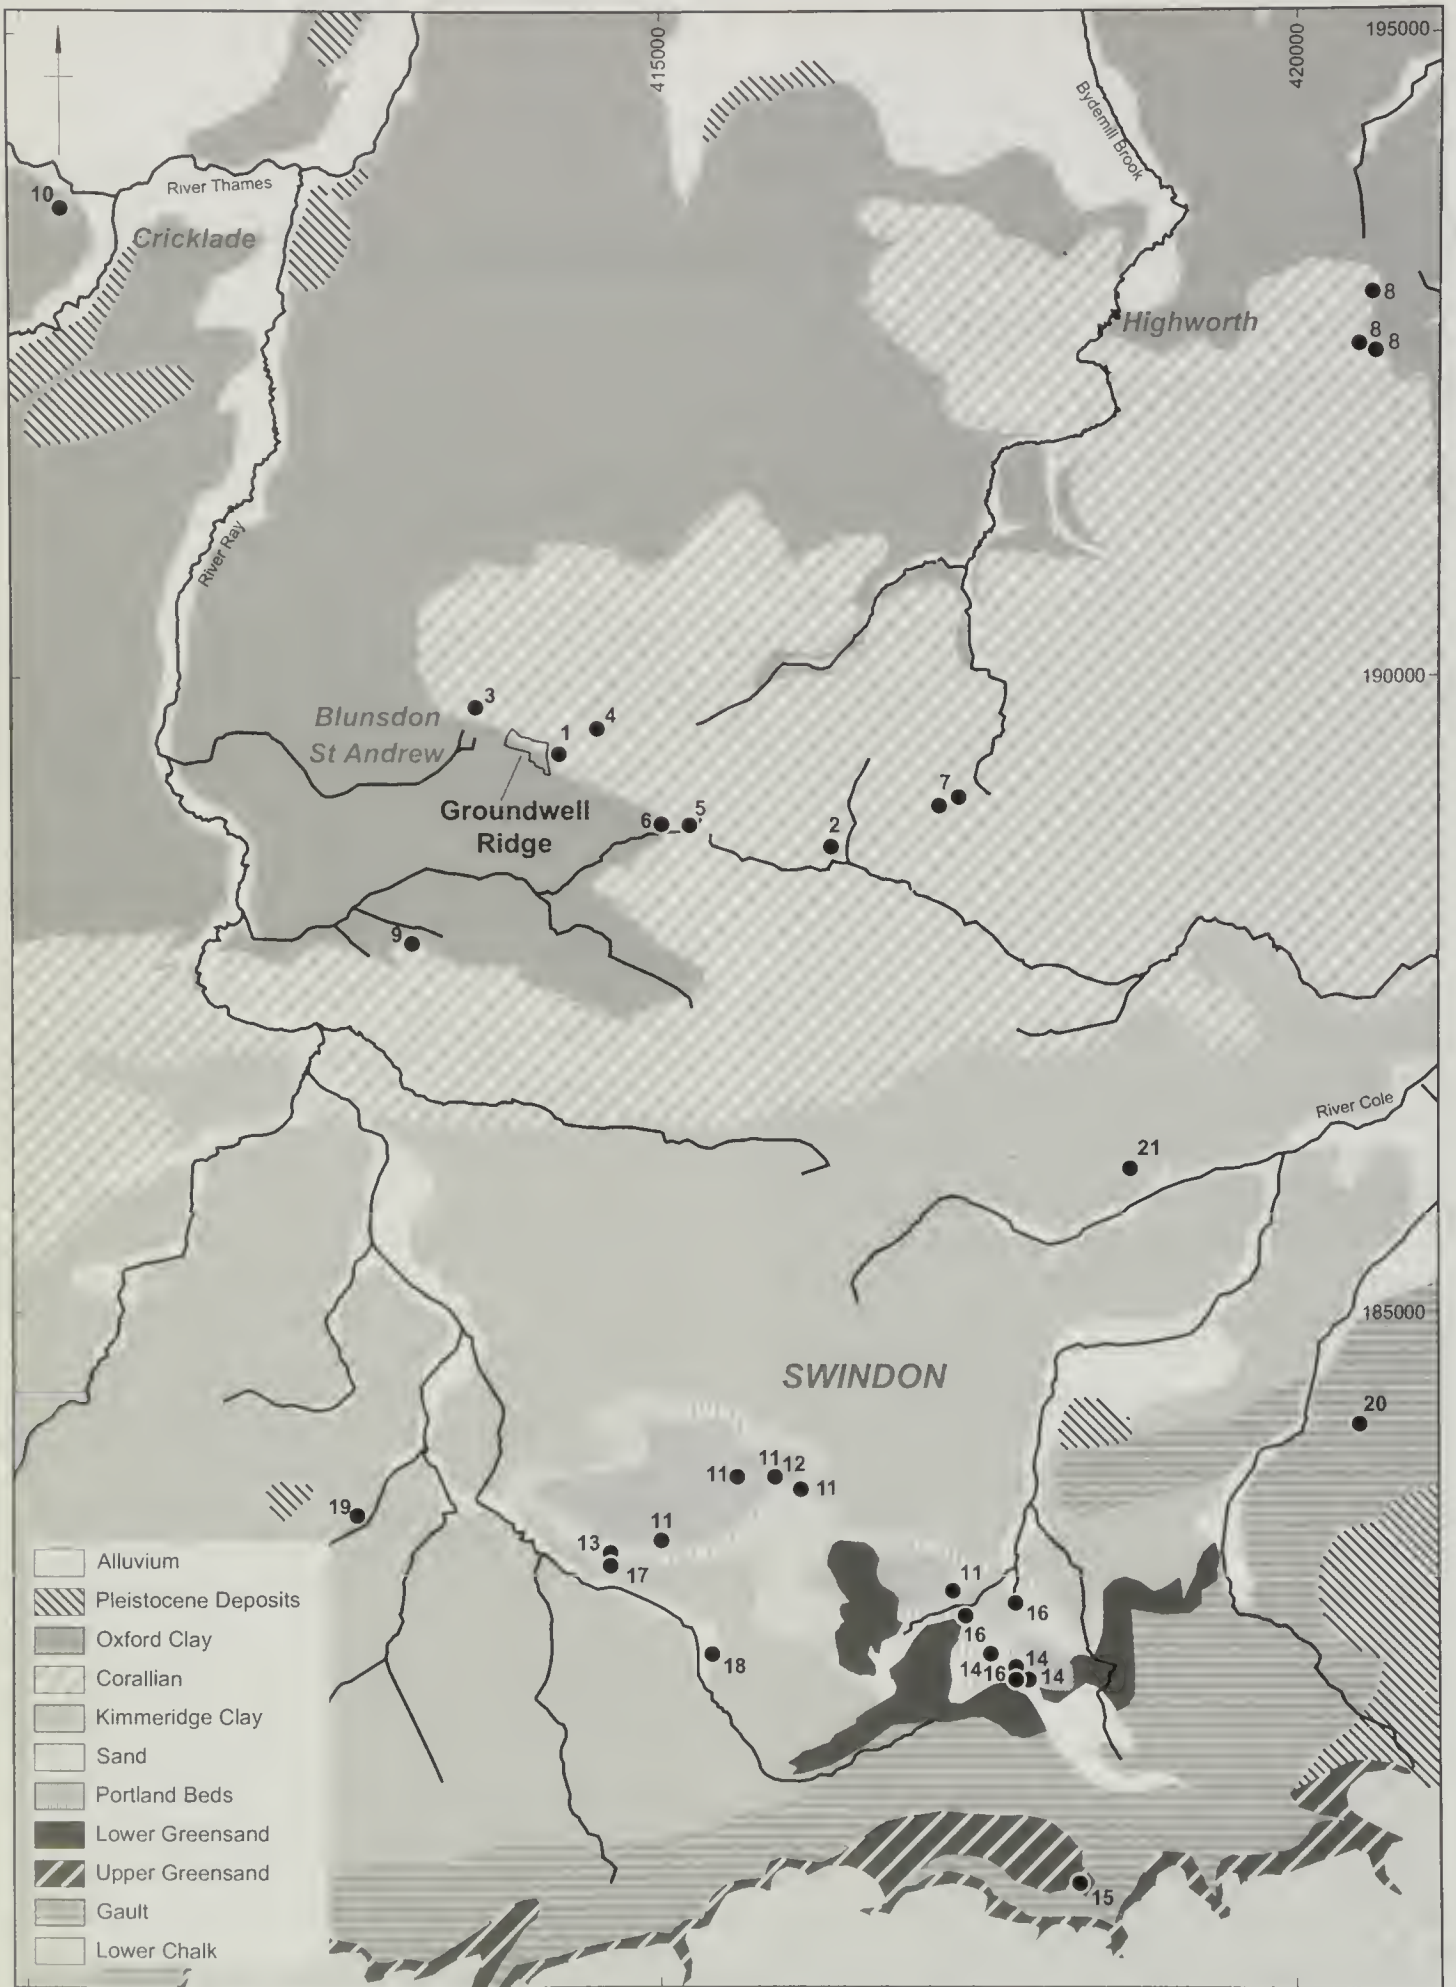 415000
420000
195000
Bydemill Brook
River Thames
10
Cricklade
8
Highworth
8
8
River Ray
190000
3
Blunsdon
St Andrew
4
1
7
Groundwell
Ridge
6
5
2
9
River Cole
21
185000
SWINDON
20
11
11
12
11
19
11
13
17
11
16
16
18
14
16
14
14
15
Alluvium
Pleistocene Deposits
Oxford Clay
Corallian
Kimmeridge Clay
Sand
Portland Beds
Lower Greensand
Upper Greensand
Gault
Lower Chalk